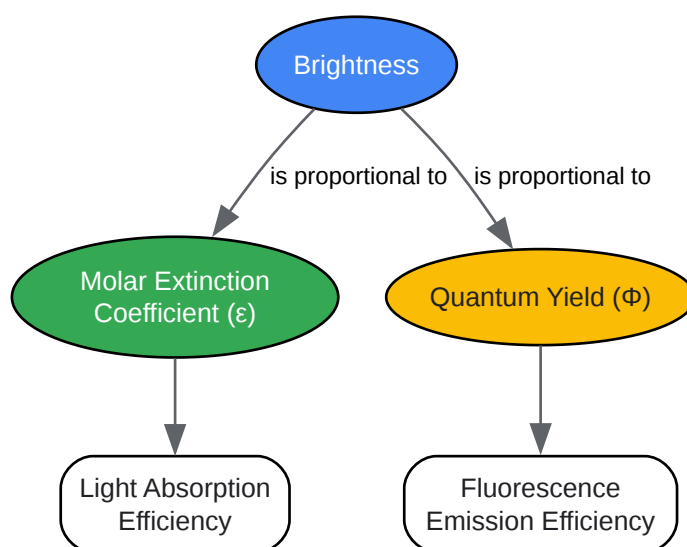 Brightness
is proportional to
is proportional to
Molar Extinction
Coefficient (ε)
Quantum Yield (Φ)
Light Absorption
Efficiency
Fluorescence
Emission Efficiency